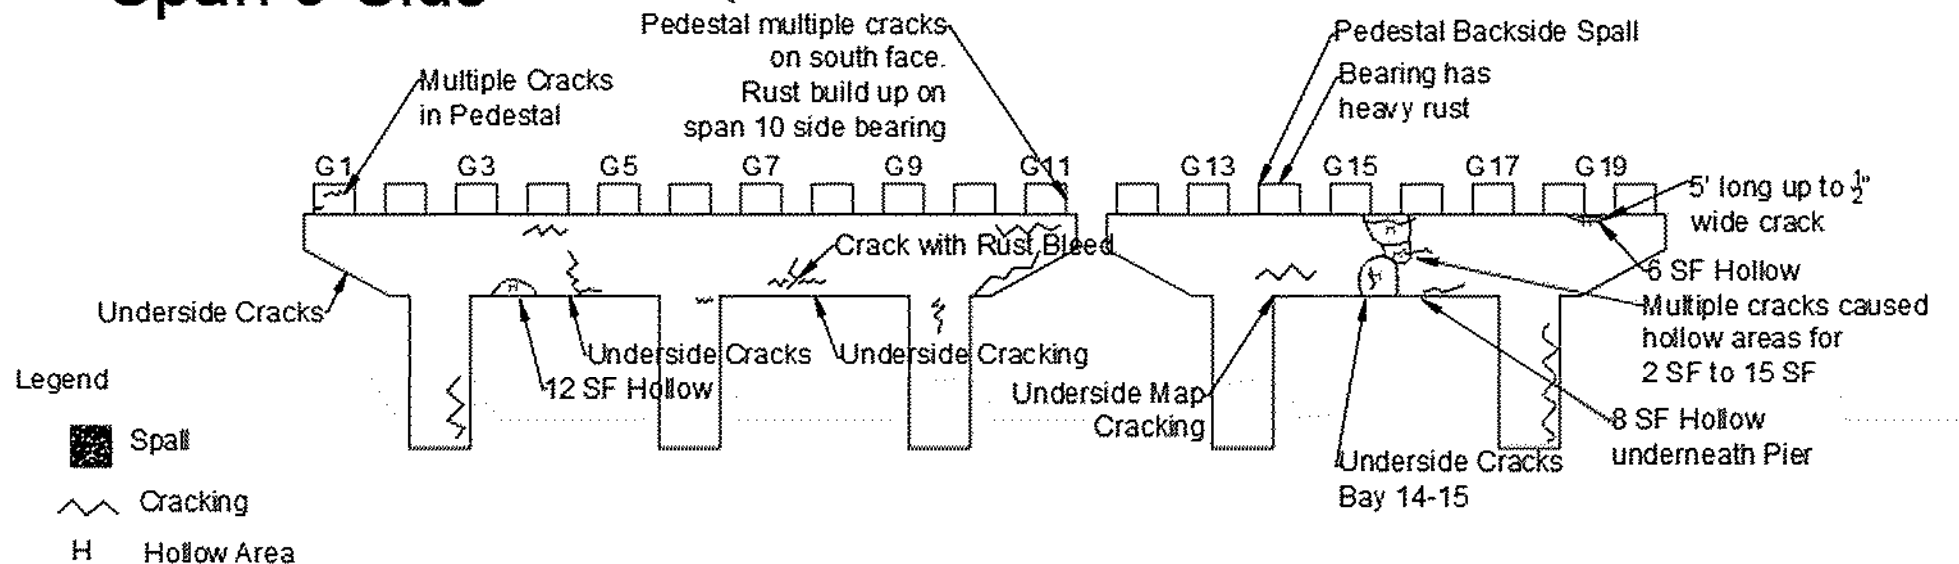 Pedestal multiple cracks
on south face.
Rust build up on
span 10 side bearing
Pedestal Backside Spall
Bearing has
heavy rust
Multiple Cracks
in Pedestal
G1 G3 G5 G7 G9 G11 G13 G15 G17 G19
5' long up to 1/2"
wide crack
Crack with Rust Bleed
6 SF Hollow
Underside Cracks
Multiple cracks caused
hollow areas for
2 SF to 15 SF
H
H
H
Underside Cracks
Underside Cracking
12 SF Hollow
Underside Map
Cracking
8 SF Hollow
underneath Pier
Underside Cracks
Bay 14-15
Legend
Spall
Cracking
H Hollow Area